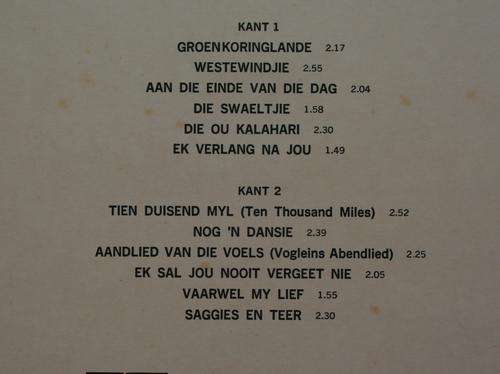 KANT 1
GROENKORINGLANDE 2.17
WESTEWINDJIE 2.55
AAN DIE EINDE VAN DIE DAG 2.04
DIE SWAELTJIE 1.58
DIE OU KALAHARI 2.30
EK VERLANG NA JOU 1.49
KANT 2
TIEN DUISEND MYL (Ten Thousand Miles) 2.52
NOG 'N DANSIE 2.39
AANDLIED VAN DIE VOELS (Vogleins Abendlied) 2.25
EK SAL JOU NOOIT VERGEET NIE 2.05
VAARWEL MY LIEF 1.55
SAGGIES EN TEER 2.30